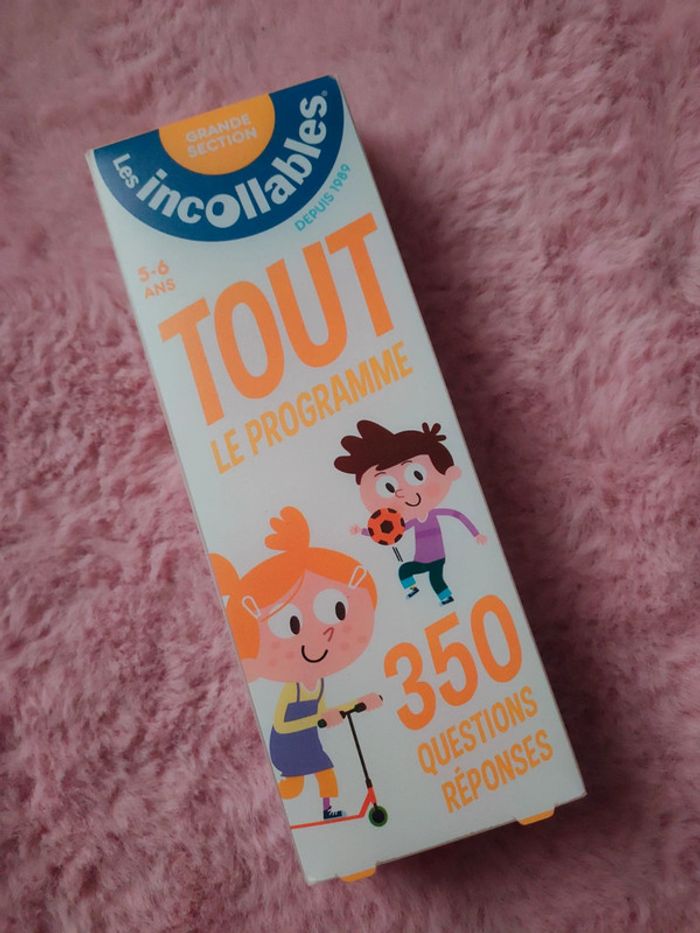 GRANDE
SECTION
Les incollables®
DEPUIS 1989
5-6
ANS
TOUT
LE PROGRAMME
350
QUESTIONS
RÉPONSES